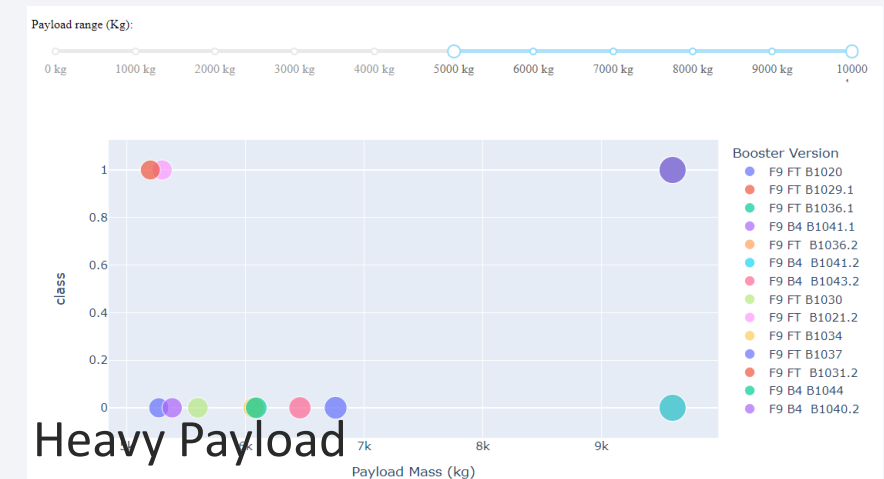 Payload range (Kg):
0 kg 1000 kg 2000 kg 3000 kg 4000 kg 5000 kg 6000 kg 7000 kg 8000 kg 9000 kg 10000
Booster Version
F9 FT B1020
F9 FT B1029.1
F9 FT B1036.1
F9 B4 B1041.1
F9 FT  B1036.2
F9 B4  B1041.2
F9 B4  B1043.2
F9 FT B1030
F9 FT  B1021.2
F9 FT B1034
F9 FT B1037
F9 FT  B1031.2
F9 B4 B1044
F9 B4  B1040.2
1
0.8
0.6
0.4
0.2
0
class
7k 8k 9k
Payload Mass (kg)
Heavy Payload